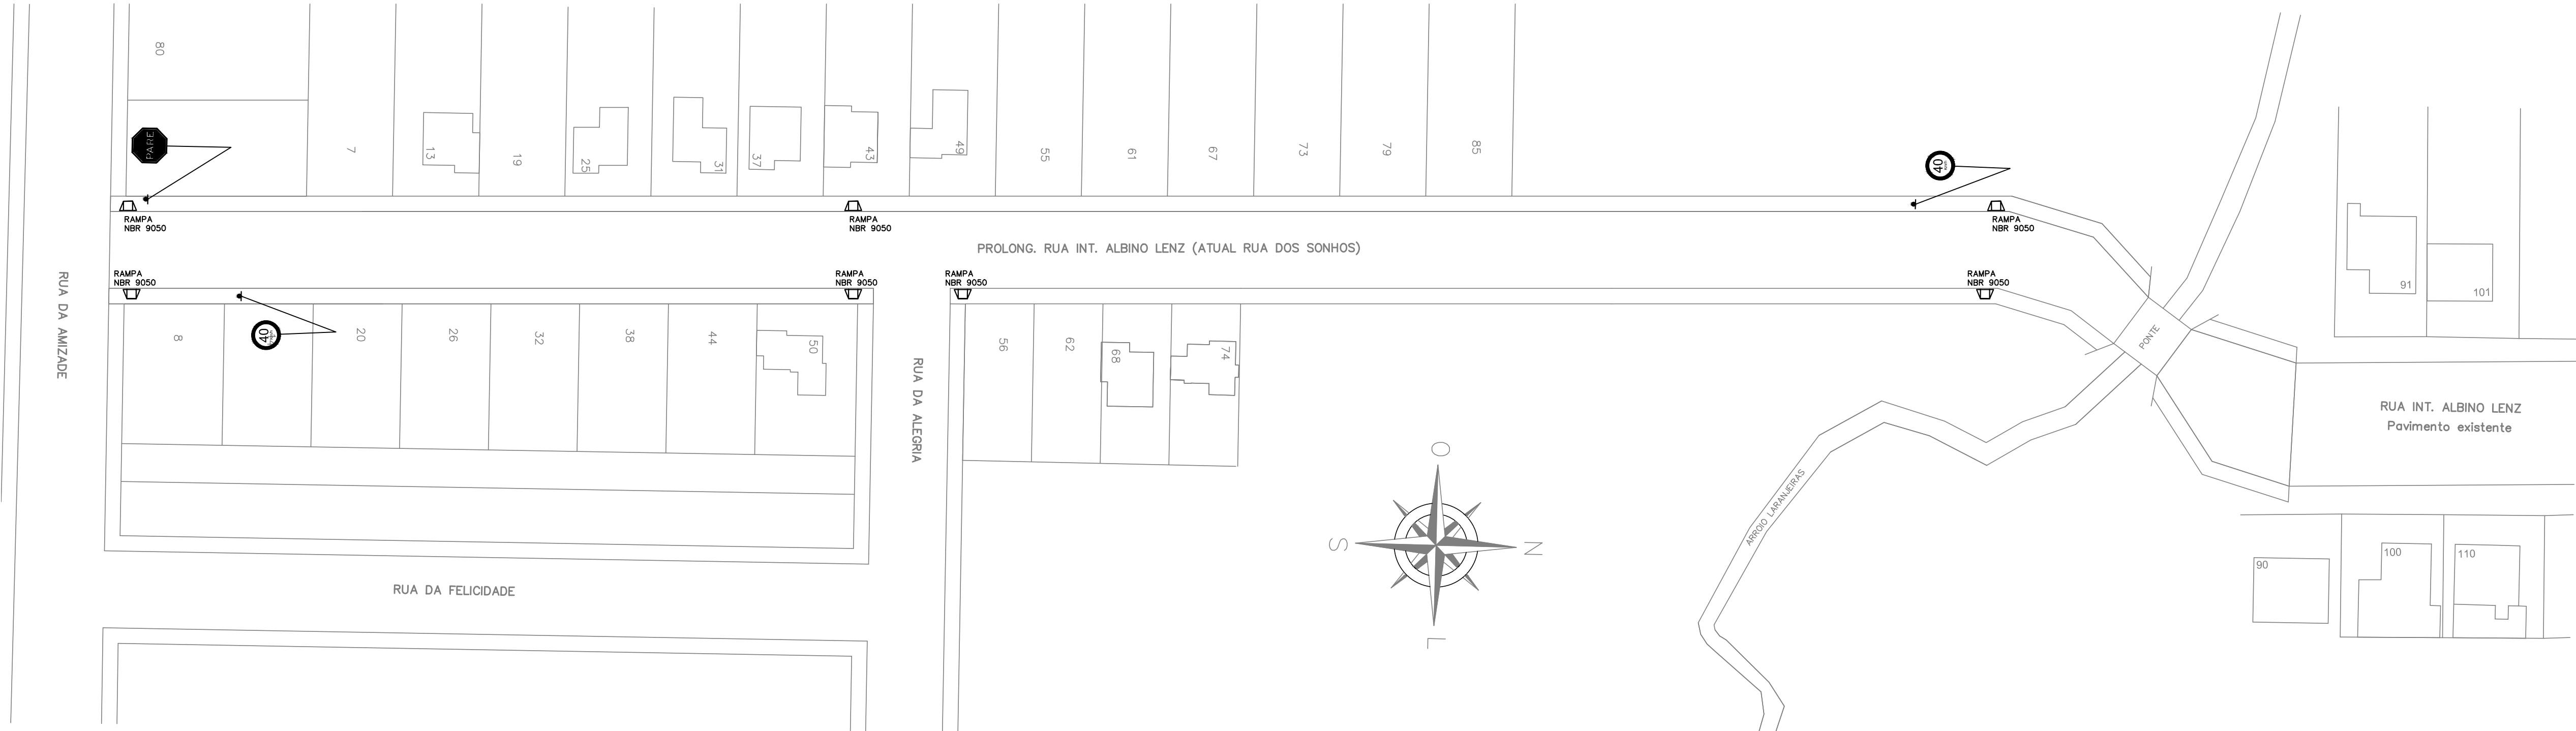 80
PARE
7
13
19
25
31
37
43
49
55
61
67
73
79
85
40
RAMPA
NBR 9050
RAMPA
NBR 9050
RAMPA
NBR 9050
PROLONG. RUA INT. ALBINO LENZ (ATUAL RUA DOS SONHOS)
RAMPA
NBR 9050
RAMPA
NBR 9050
RAMPA
NBR 9050
RAMPA
NBR 9050
RUA DA AMIZADE
8
40
20
26
32
38
44
50
RUA DA ALEGRIA
56
62
68
74
PONTE
91
101
RUA INT. ALBINO LENZ
Pavimento existente
ARROIO LARANJEIRAS
O
S
N
L
RUA DA FELICIDADE
90
100
110